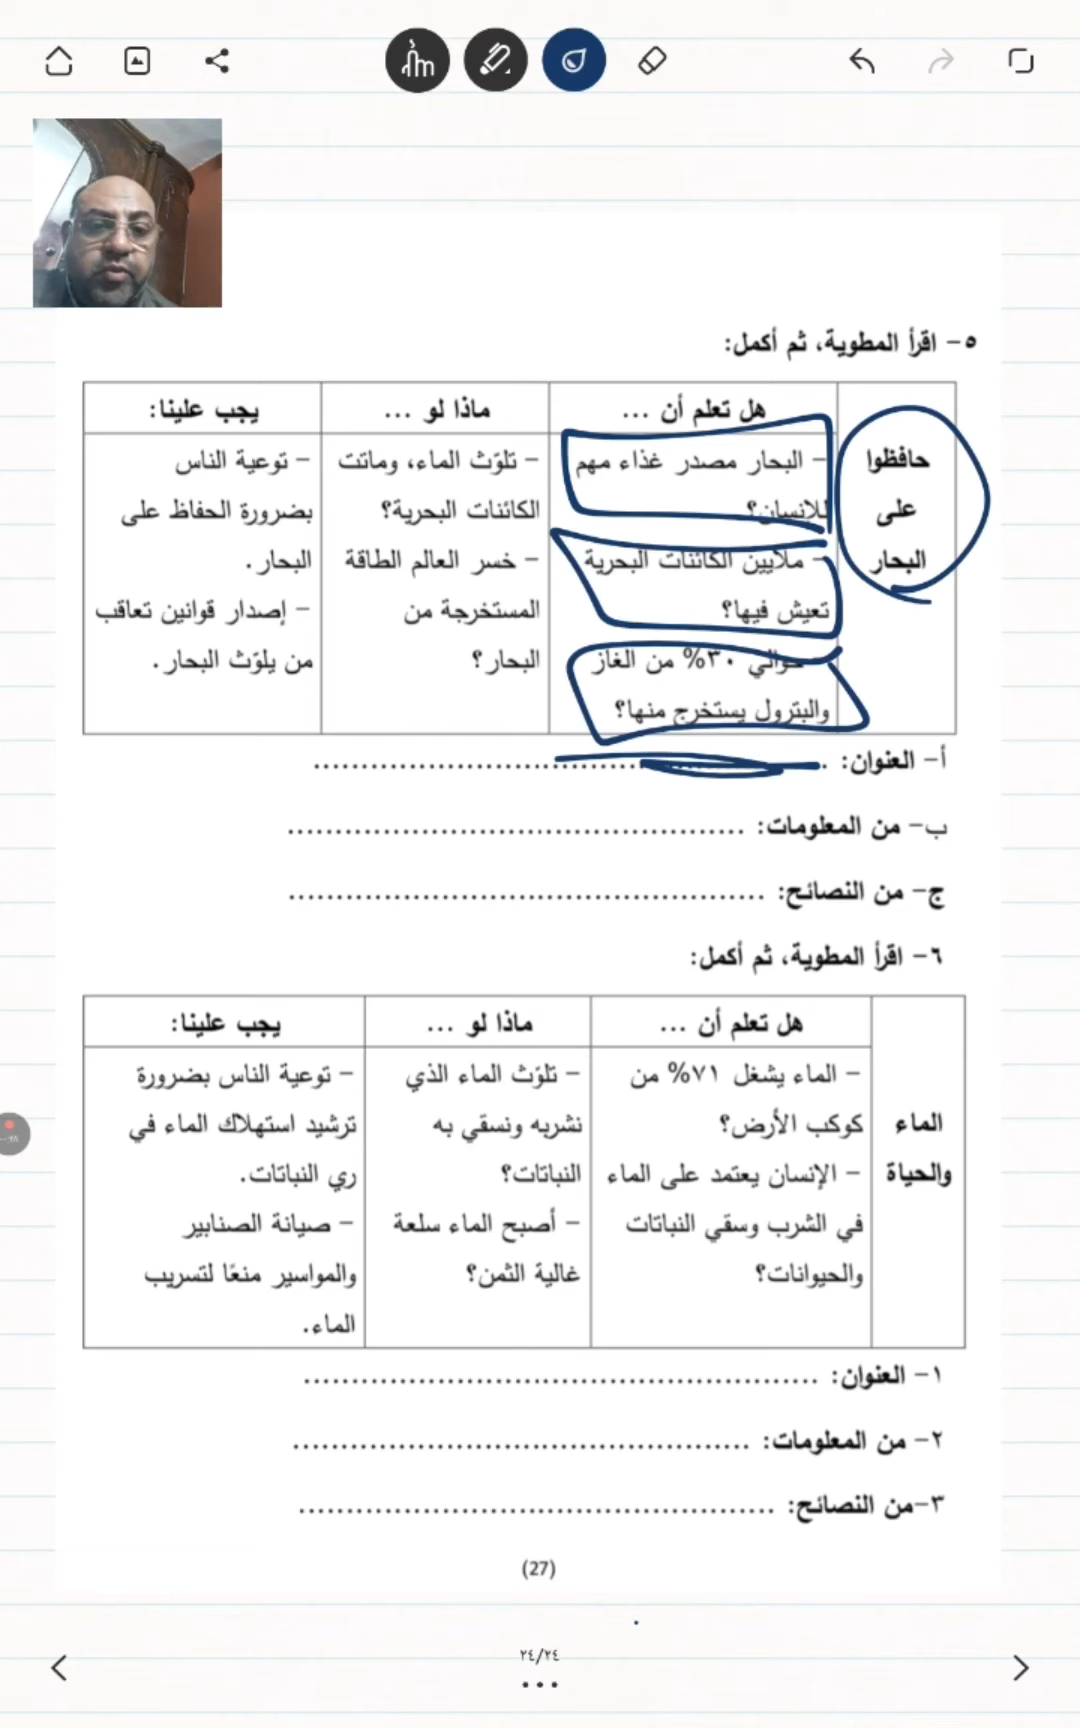 ٥- اقرأ المطوية، ثم أكمل:
حافظوا
على
البحار
هل تعلم أن ...
- البحار مصدر غذاء مهم
للإنسان؟
- ملايين الكائنات البحرية
تعيش فيها؟
حوالي ٣٠% من الغاز
والبترول يستخرج منها؟
ماذا لو ...
- تلوّث الماء، وماتت
الكائنات البحرية؟
- خسر العالم الطاقة
المستخرجة من
البحار؟
يجب علينا:
- توعية الناس
بضرورة الحفاظ على
البحار.
- إصدار قوانين تعاقب
من يلوّث البحار.
أ- العنوان: ......................................................
ب- من المعلومات: ................................................
ج- من النصائح: ..................................................
٦- اقرأ المطوية، ثم أكمل:
الماء
والحياة
هل تعلم أن ...
- الماء يشغل ٧١% من
كوكب الأرض؟
- الإنسان يعتمد على الماء
في الشرب وسقي النباتات
والحيوانات؟
ماذا لو ...
- تلوّث الماء الذي
نشربه ونسقي به
النباتات؟
- أصبح الماء سلعة
غالية الثمن؟
يجب علينا:
- توعية الناس بضرورة
ترشيد استهلاك الماء في
ري النباتات.
- صيانة الصنابير
والمواسير منعًا لتسريب
الماء.
١- العنوان: ......................................................
٢- من المعلومات: ................................................
٣-من النصائح: ..................................................
(27)
٢٤/٢٤